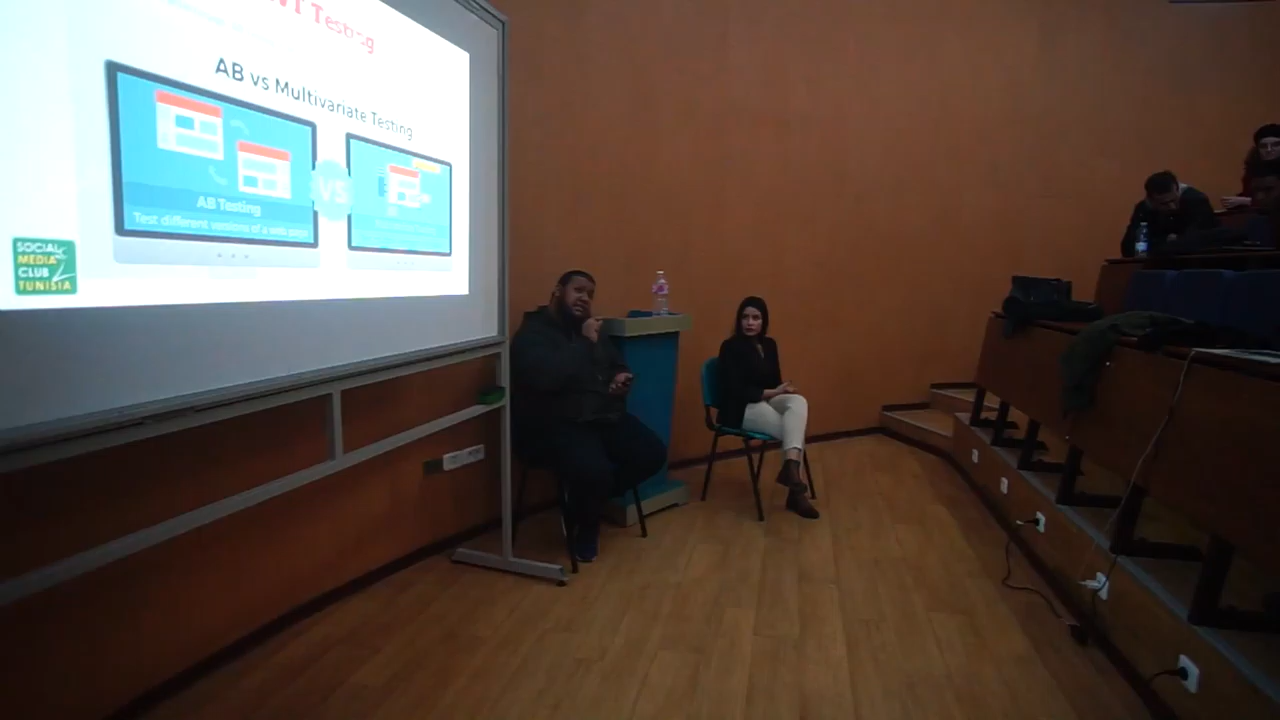 Testing
AB vs Multivariate Testing
VS
AB Testing
Test different versions of a web page
SOCIAL
MEDIA
CLUB
TUNISIA